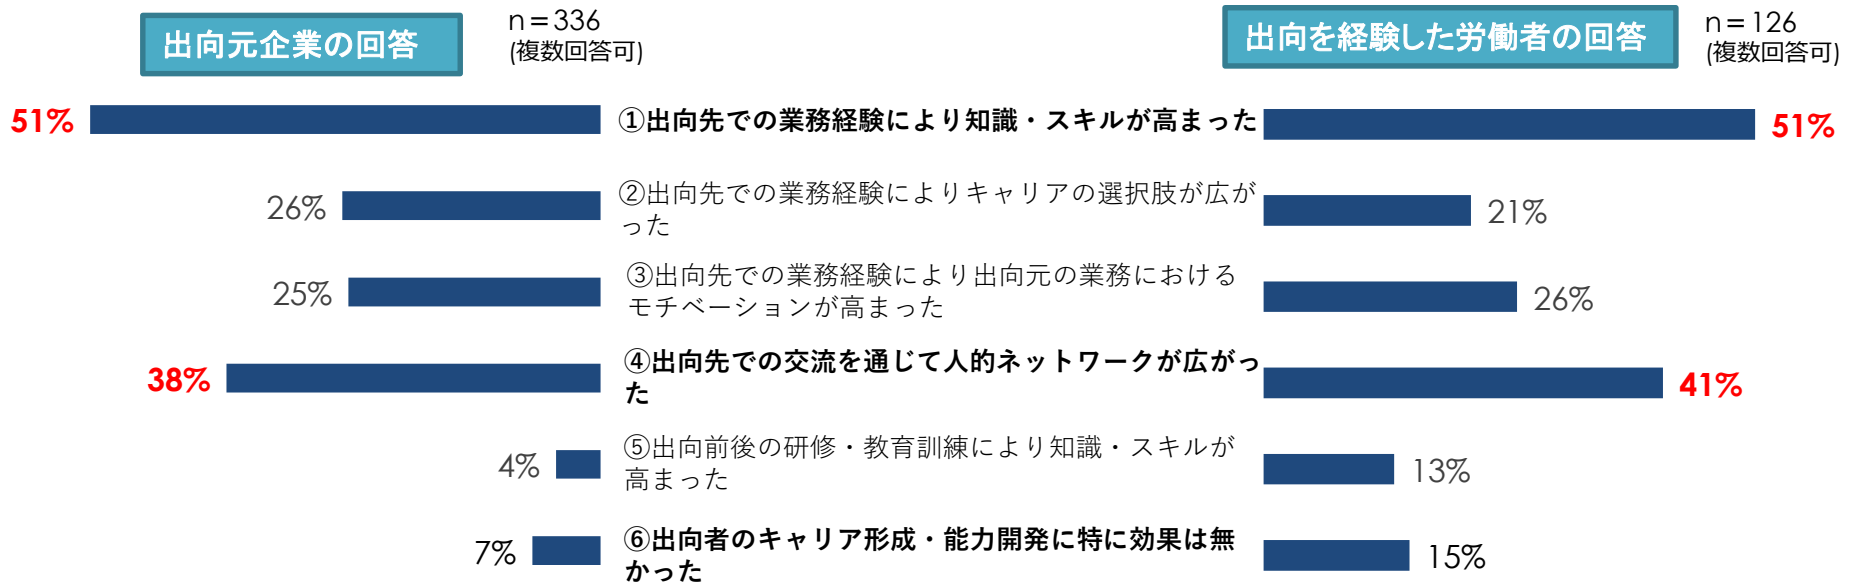 出向元企業の回答
n＝336
(複数回答可)
出向を経験した労働者の回答
n＝126
(複数回答可)
51%
①出向先での業務経験により知識・スキルが高まった
51%
26%
②出向先での業務経験によりキャリアの選択肢が広が
った
21%
25%
③出向先での業務経験により出向元の業務における
モチベーションが高まった
26%
38%
④出向先での交流を通じて人的ネットワークが広がっ
た
41%
4%
⑤出向前後の研修・教育訓練により知識・スキルが
高まった
13%
7%
⑥出向者のキャリア形成・能力開発に特に効果は無
かった
15%